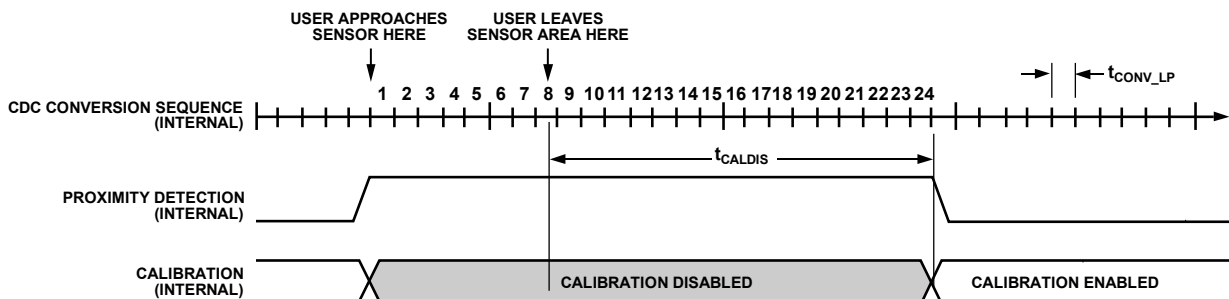 USER APPROACHES
SENSOR HERE
USER LEAVES
SENSOR AREA HERE
tCONV_LP
1 2 3 4 5 6 7 8 9 10 11 12 13 14 15 16 17 18 19 20 21 22 23 24
CDC CONVERSION SEQUENCE
(INTERNAL)
tCALDIS
PROXIMITY DETECTION
(INTERNAL)
CALIBRATION
(INTERNAL)
CALIBRATION DISABLED
CALIBRATION ENABLED